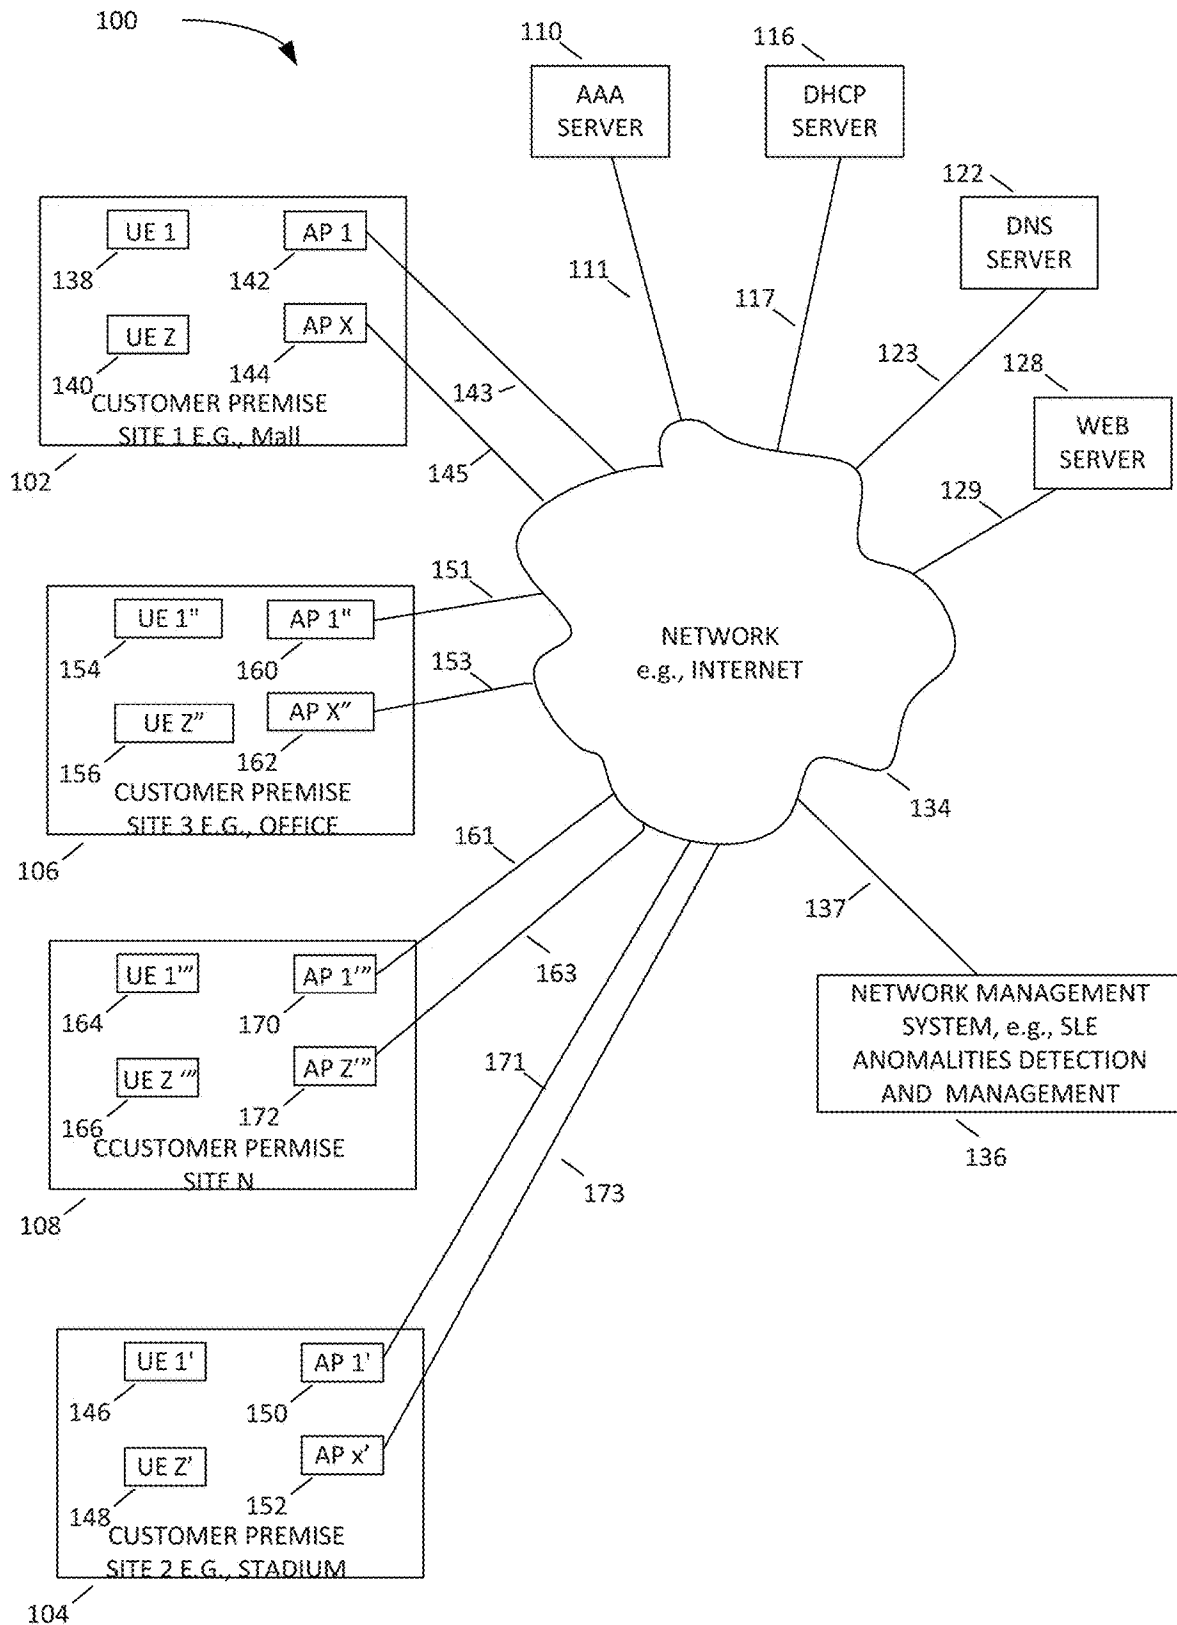 100
110
AAA
SERVER
116
DHCP
SERVER
122
DNS
SERVER
128
WEB
SERVER
111
117
123
129
UE 1
138
AP 1
142
UE Z
140
AP X
144
CUSTOMER PREMISE
SITE 1 E.G., Mall
102
143
145
NETWORK
e.g., INTERNET
134
151
153
UE 1"
154
AP 1"
160
UE Z”
156
AP X”
162
CUSTOMER PREMISE
SITE 3 E.G., OFFICE
106
161
163
137
UE 1’”
164
AP 1’”
170
UE Z ’”
166
AP Z’”
172
CCUSTOMER PERMISE
SITE N
108
171
173
NETWORK MANAGEMENT
SYSTEM, e.g., SLE
ANOMALITIES DETECTION
AND MANAGEMENT
136
UE 1'
146
AP 1'
150
UE Z’
148
AP x’
152
CUSTOMER PREMISE
SITE 2 E.G., STADIUM
104